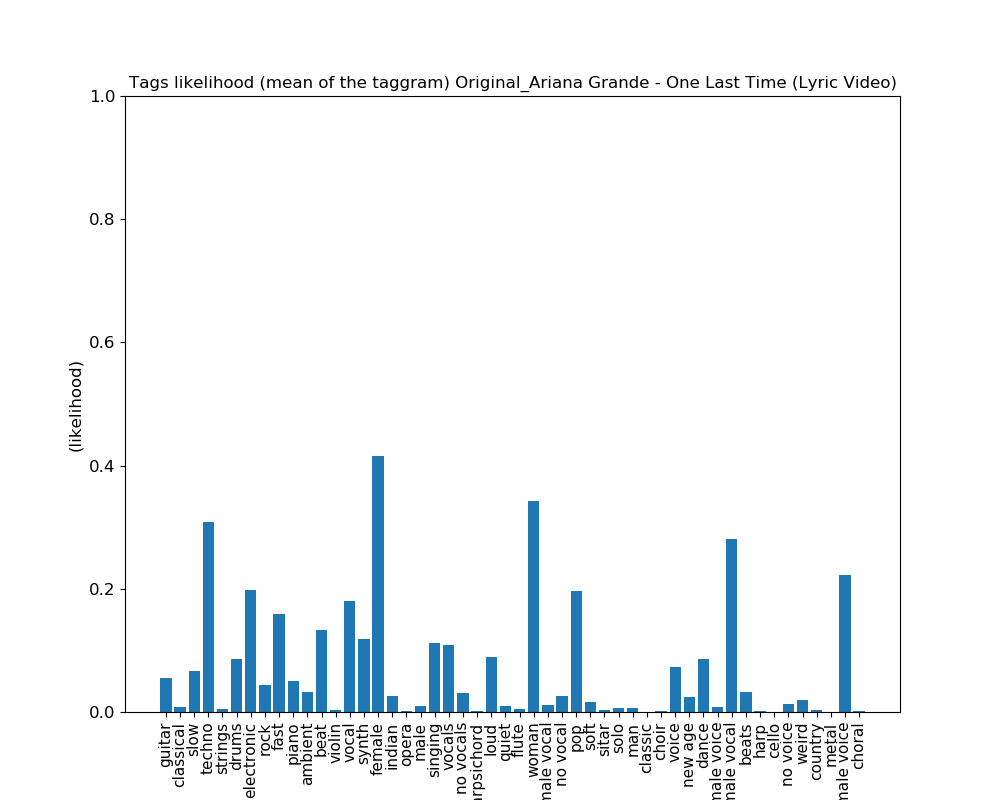 Tags likelihood (mean of the taggram) Original_Ariana Grande - One Last Time (Lyric Video)
1.0
0.8
0.6
0.4
0.2
0.0
(likelihood)
guitar
classical
slow
techno
strings
drums
electronic
rock
fast
piano
ambient
beat
violin
vocal
synth
female
indian
opera
male
singing
vocals
no vocals
arpsichord
loud
quiet
flute
woman
male vocal
no vocal
pop
soft
sitar
solo
man
classic
choir
voice
new age
dance
male voice
male vocal
beats
harp
cello
no voice
weird
country
metal
male voice
choral